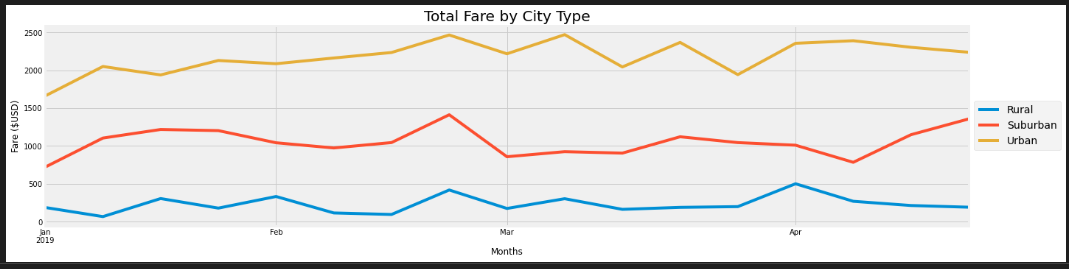 Total Fare by City Type
Fare ($USD)
2500
2000
1500
1000
500
0
Jan
2019
Feb
Mar
Apr
Months
Rural
Suburban
Urban